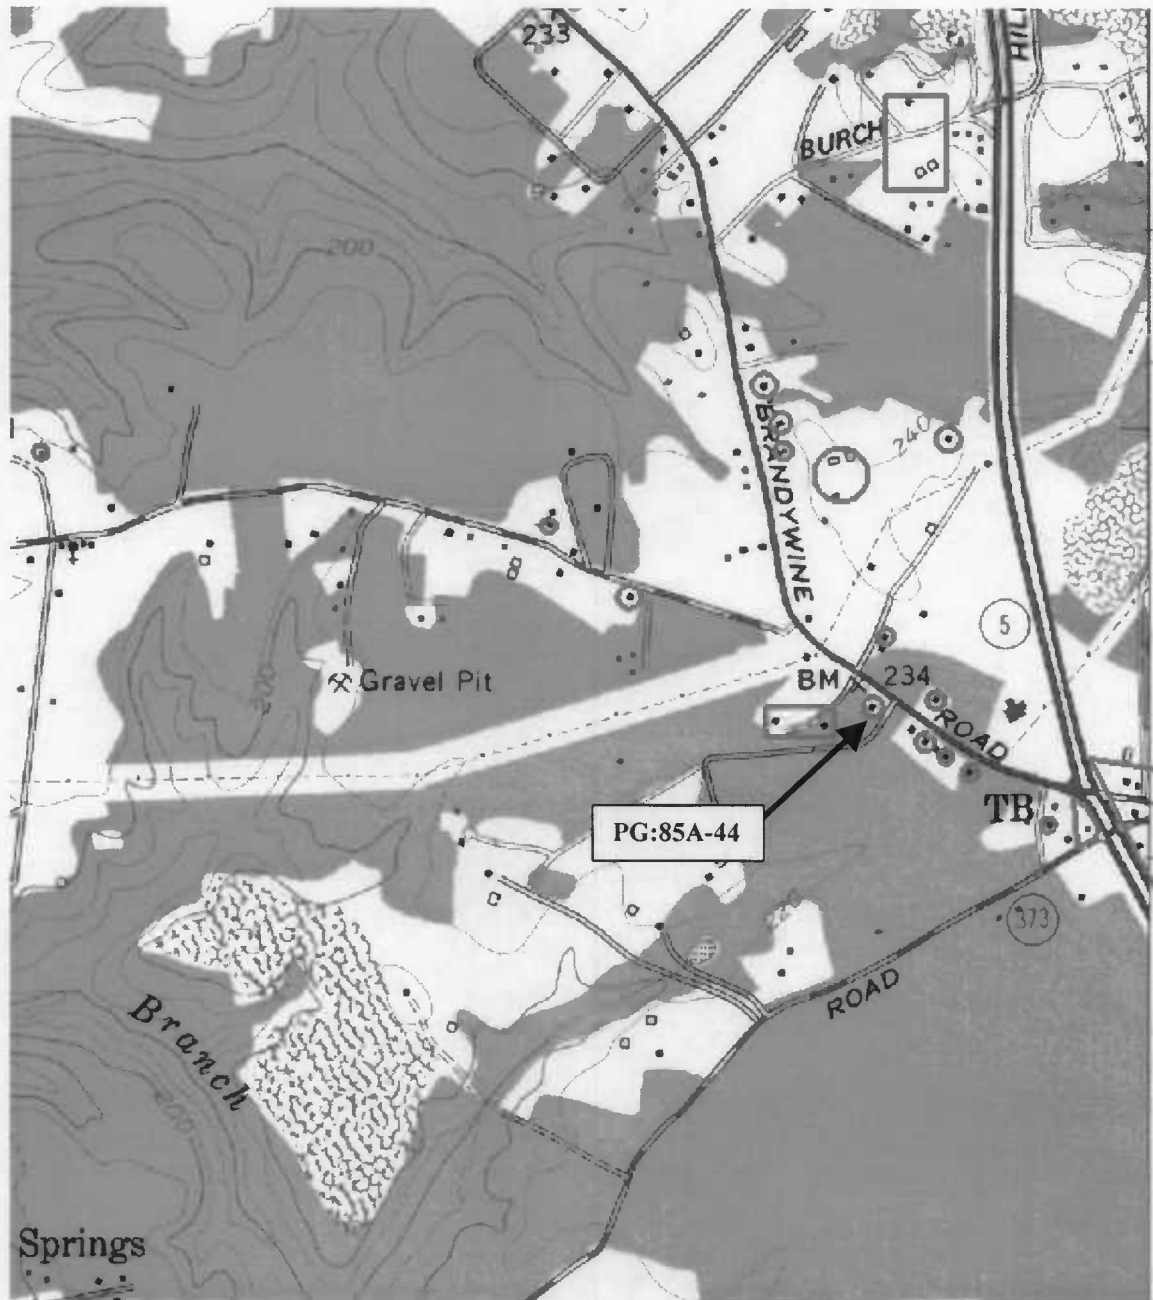 233
HIL
BURCH
200
BRANDYWINE
240
5
200
Gravel Pit
BM
234
ROAD
TB
PG:85A-44
373
ROAD
Branch
200
Springs